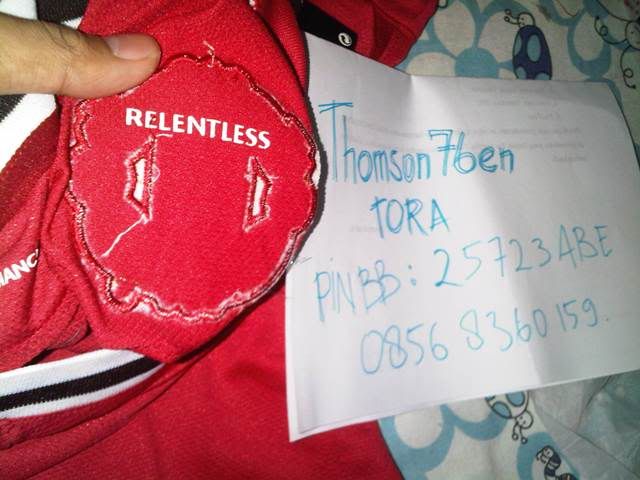 RELENTLESS
Thomson76en
TORA
PIN BB : 25723ABE
0856 8360 159.